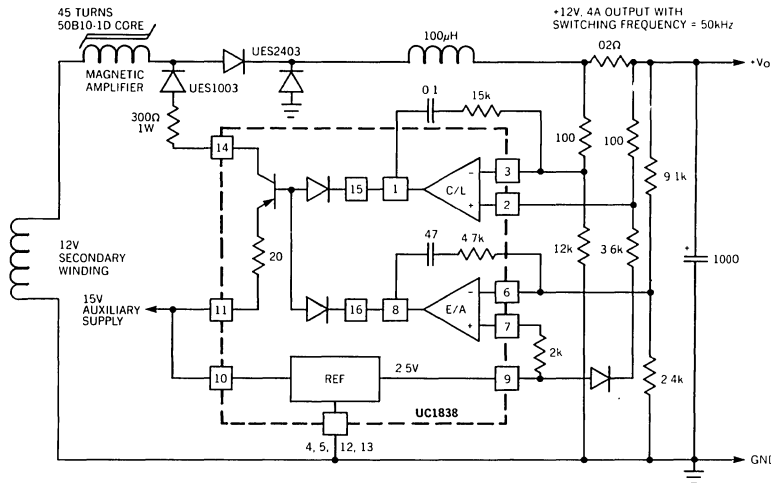 45 TURNS
50B10-1D CORE
MAGNETIC
AMPLIFIER
UES2403
UES1003
300Ω
1W
100µH
+12V, 4A OUTPUT WITH
SWITCHING FREQUENCY = 50kHz
02Ω
+Vo
0 1
15k
100
100
9 1k
14
15
1
C/L
-
+
3
2
12V
SECONDARY
WINDING
20
47
4 7k
12k
3 6k
+
1000
15V
AUXILIARY
SUPPLY
11
16
8
E/A
-
+
6
7
2k
10
REF
2 5V
9
2 4k
UC1838
4, 5, 12, 13
GND